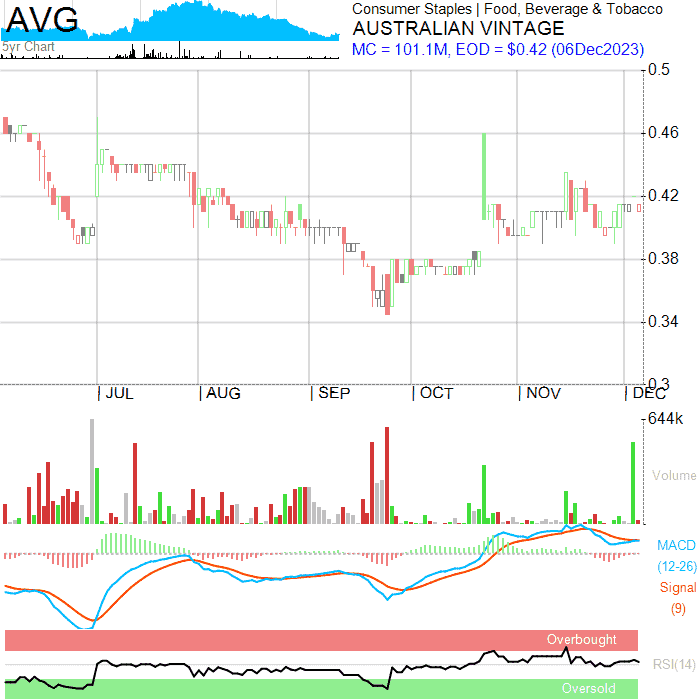 AVG
5yr Chart
Consumer Staples | Food, Beverage & Tobacco
AUSTRALIAN VINTAGE
MC = 101.1M, EOD = $0.42 (06Dec2023)
0.5
0.46
0.42
0.38
0.34
0.3
JUL AUG SEP OCT NOV DEC
644k
Volume
MACD
(12-26)
Signal
(9)
Overbought
RSI(14)
Oversold